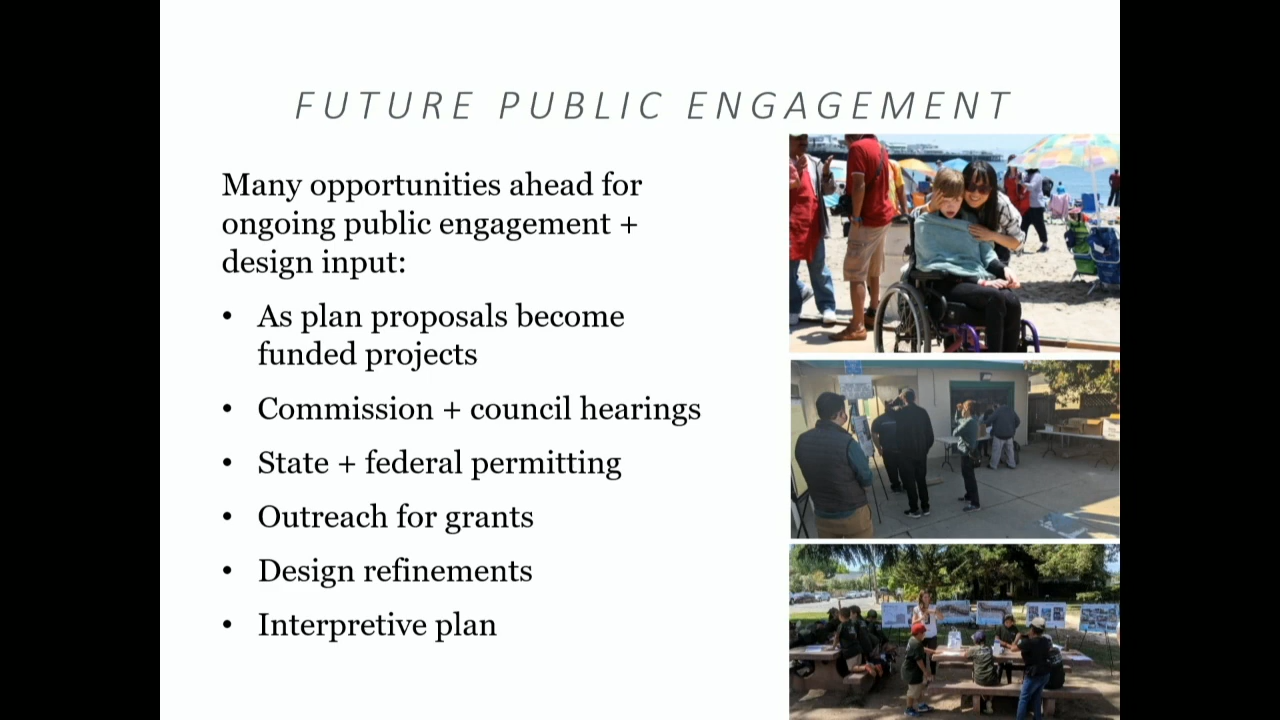 FUTURE PUBLIC ENGAGEMENT
Many opportunities ahead for
ongoing public engagement +
design input:
• As plan proposals become
funded projects
• Commission + council hearings
• State + federal permitting
• Outreach for grants
• Design refinements
• Interpretive plan